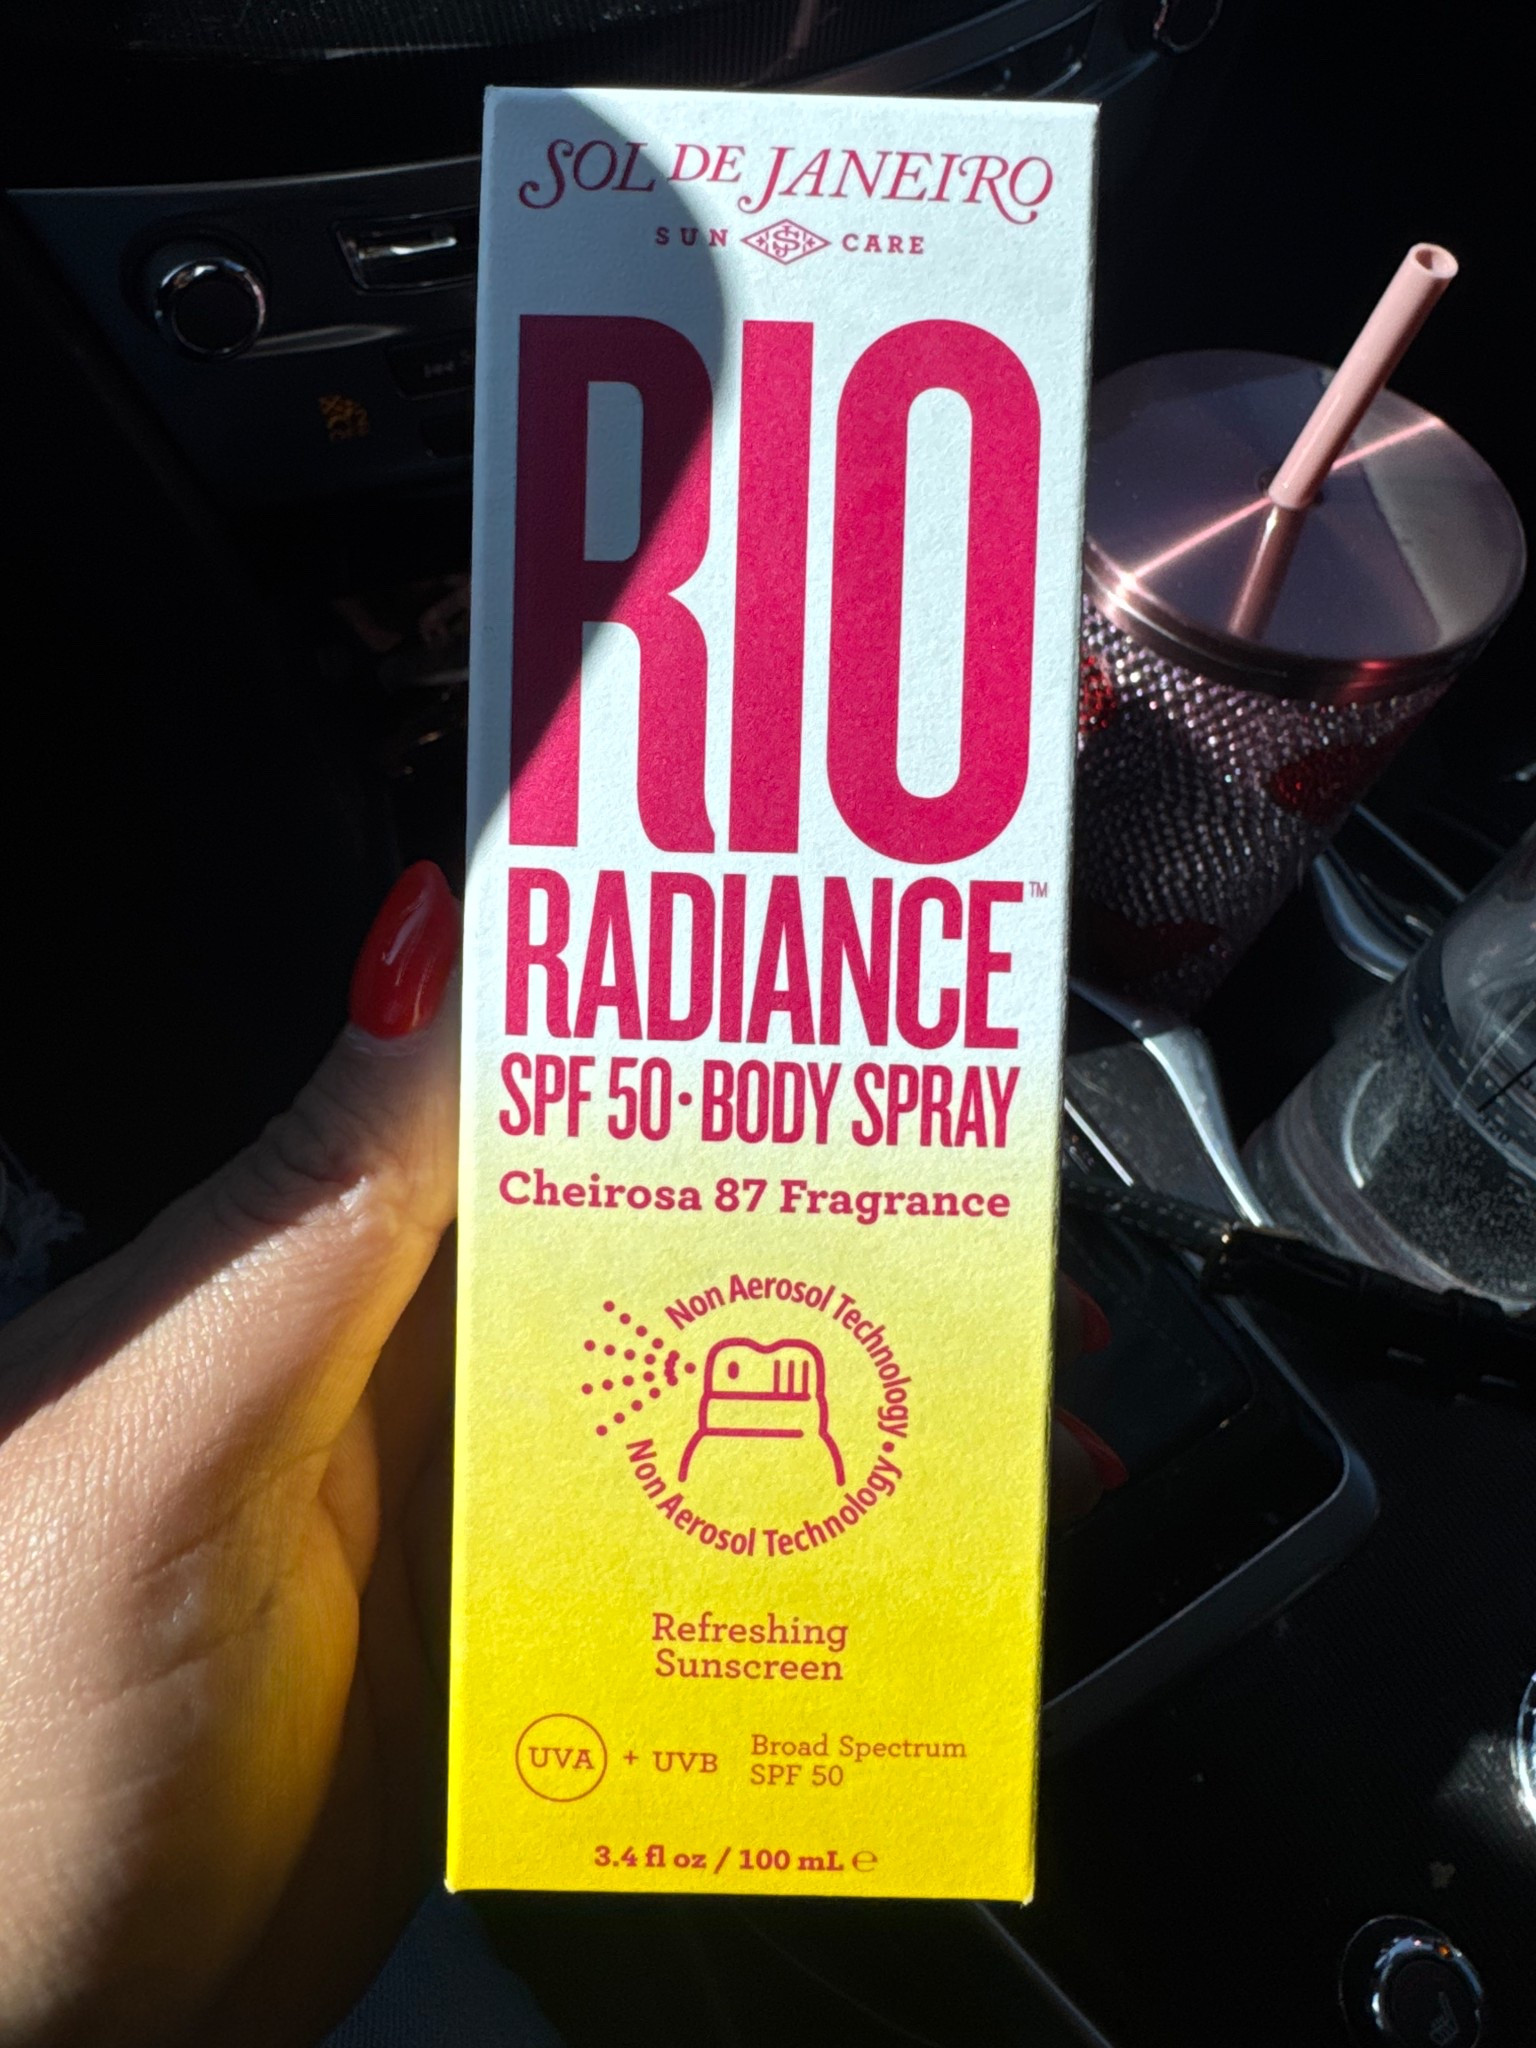 SOL DE JANEIRO
SUN SJ CARE
RIO
RADIANCE™
SPF 50 • BODY SPRAY
Cheirosa 87 Fragrance
Non Aerosol Technology •
Non Aerosol Technology •
Refreshing
Sunscreen
UVA + UVB Broad Spectrum
SPF 50
3.4 fl oz / 100 mL ℮